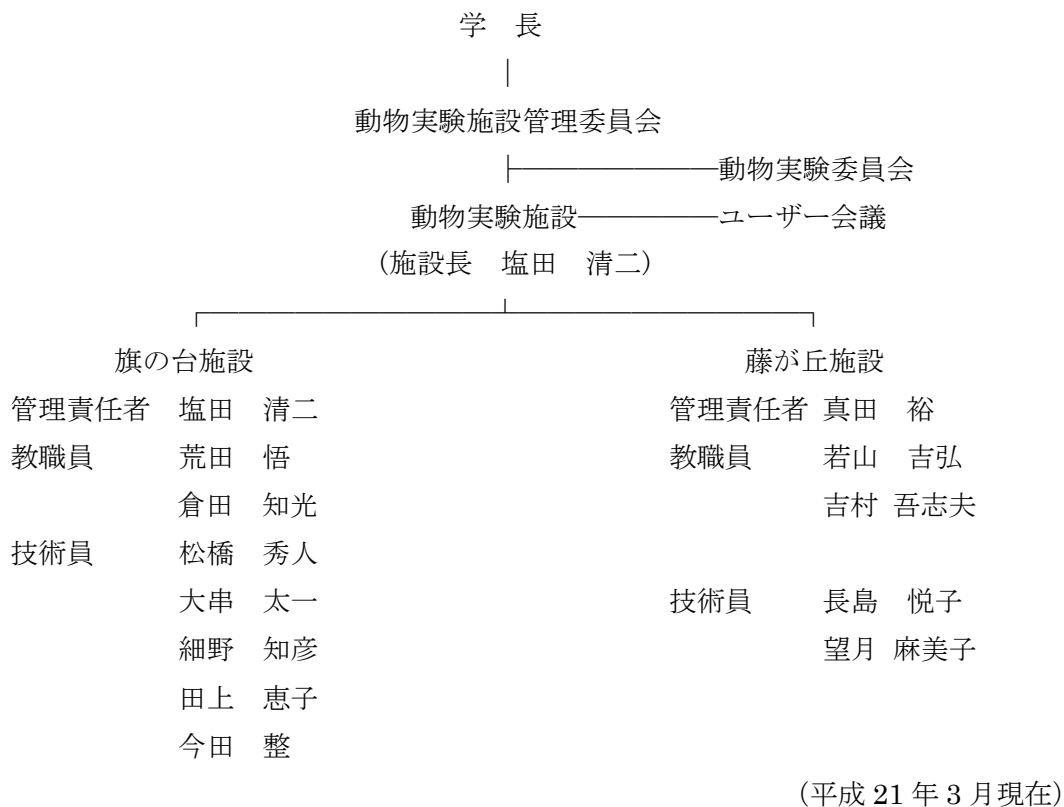 学 長
動物実験施設管理委員会
動物実験委員会
動物実験施設 ユーザー会議
(施設長 塩田 清二)
旗の台施設 藤が丘施設
管理責任者 塩田 清二 管理責任者 真田 裕
教職員 荒田 悟 教職員 若山 吉弘
倉田 知光 吉村 吾志夫
技術員 松橋 秀人
大串 太一 技術員 長島 悦子
細野 知彦 望月 麻美子
田上 恵子
今田 整
(平成 21 年 3 月現在)